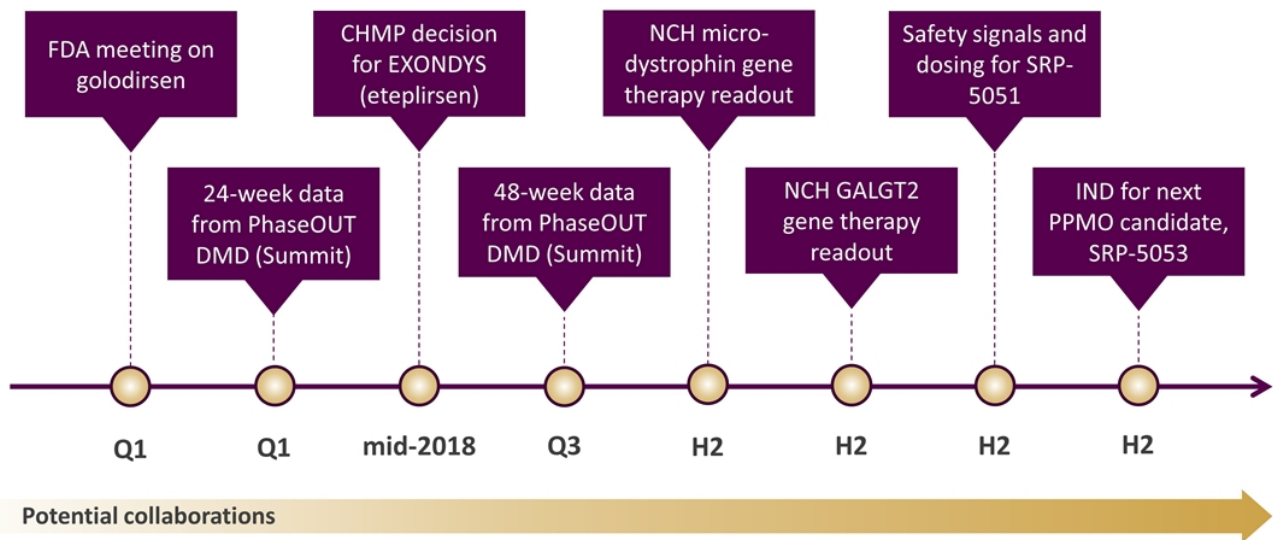 FDA meeting on
golodirsen
CHMP decision
for EXONDYS
(eteplirsen)
NCH micro-
dystrophin gene
therapy readout
Safety signals and
dosing for SRP-
5051
24-week data
from PhaseOUT
DMD (Summit)
48-week data
from PhaseOUT
DMD (Summit)
NCH GALGT2
gene therapy
readout
IND for next
PPMO candidate,
SRP-5053
Q1
Q1
mid-2018
Q3
H2
H2
H2
H2
Potential collaborations